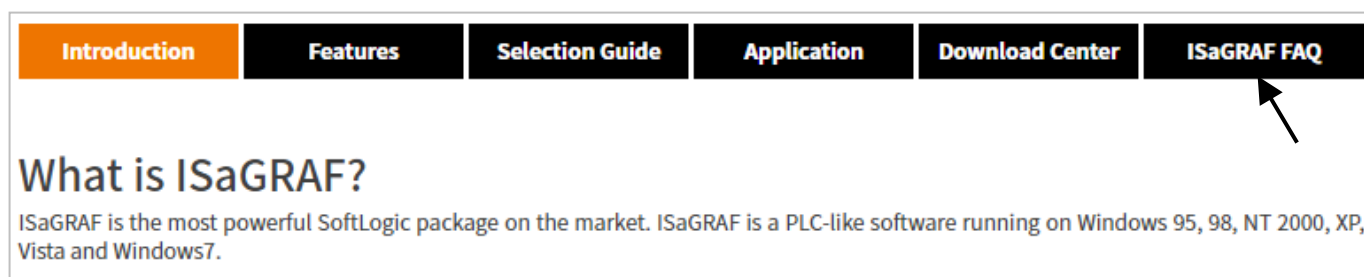 Introduction Features Selection Guide Application Download Center ISaGRAF FAQ
What is ISaGRAF?
ISaGRAF is the most powerful SoftLogic package on the market. ISaGRAF is a PLC-like software running on Windows 95, 98, NT 2000, XP,
Vista and Windows7.